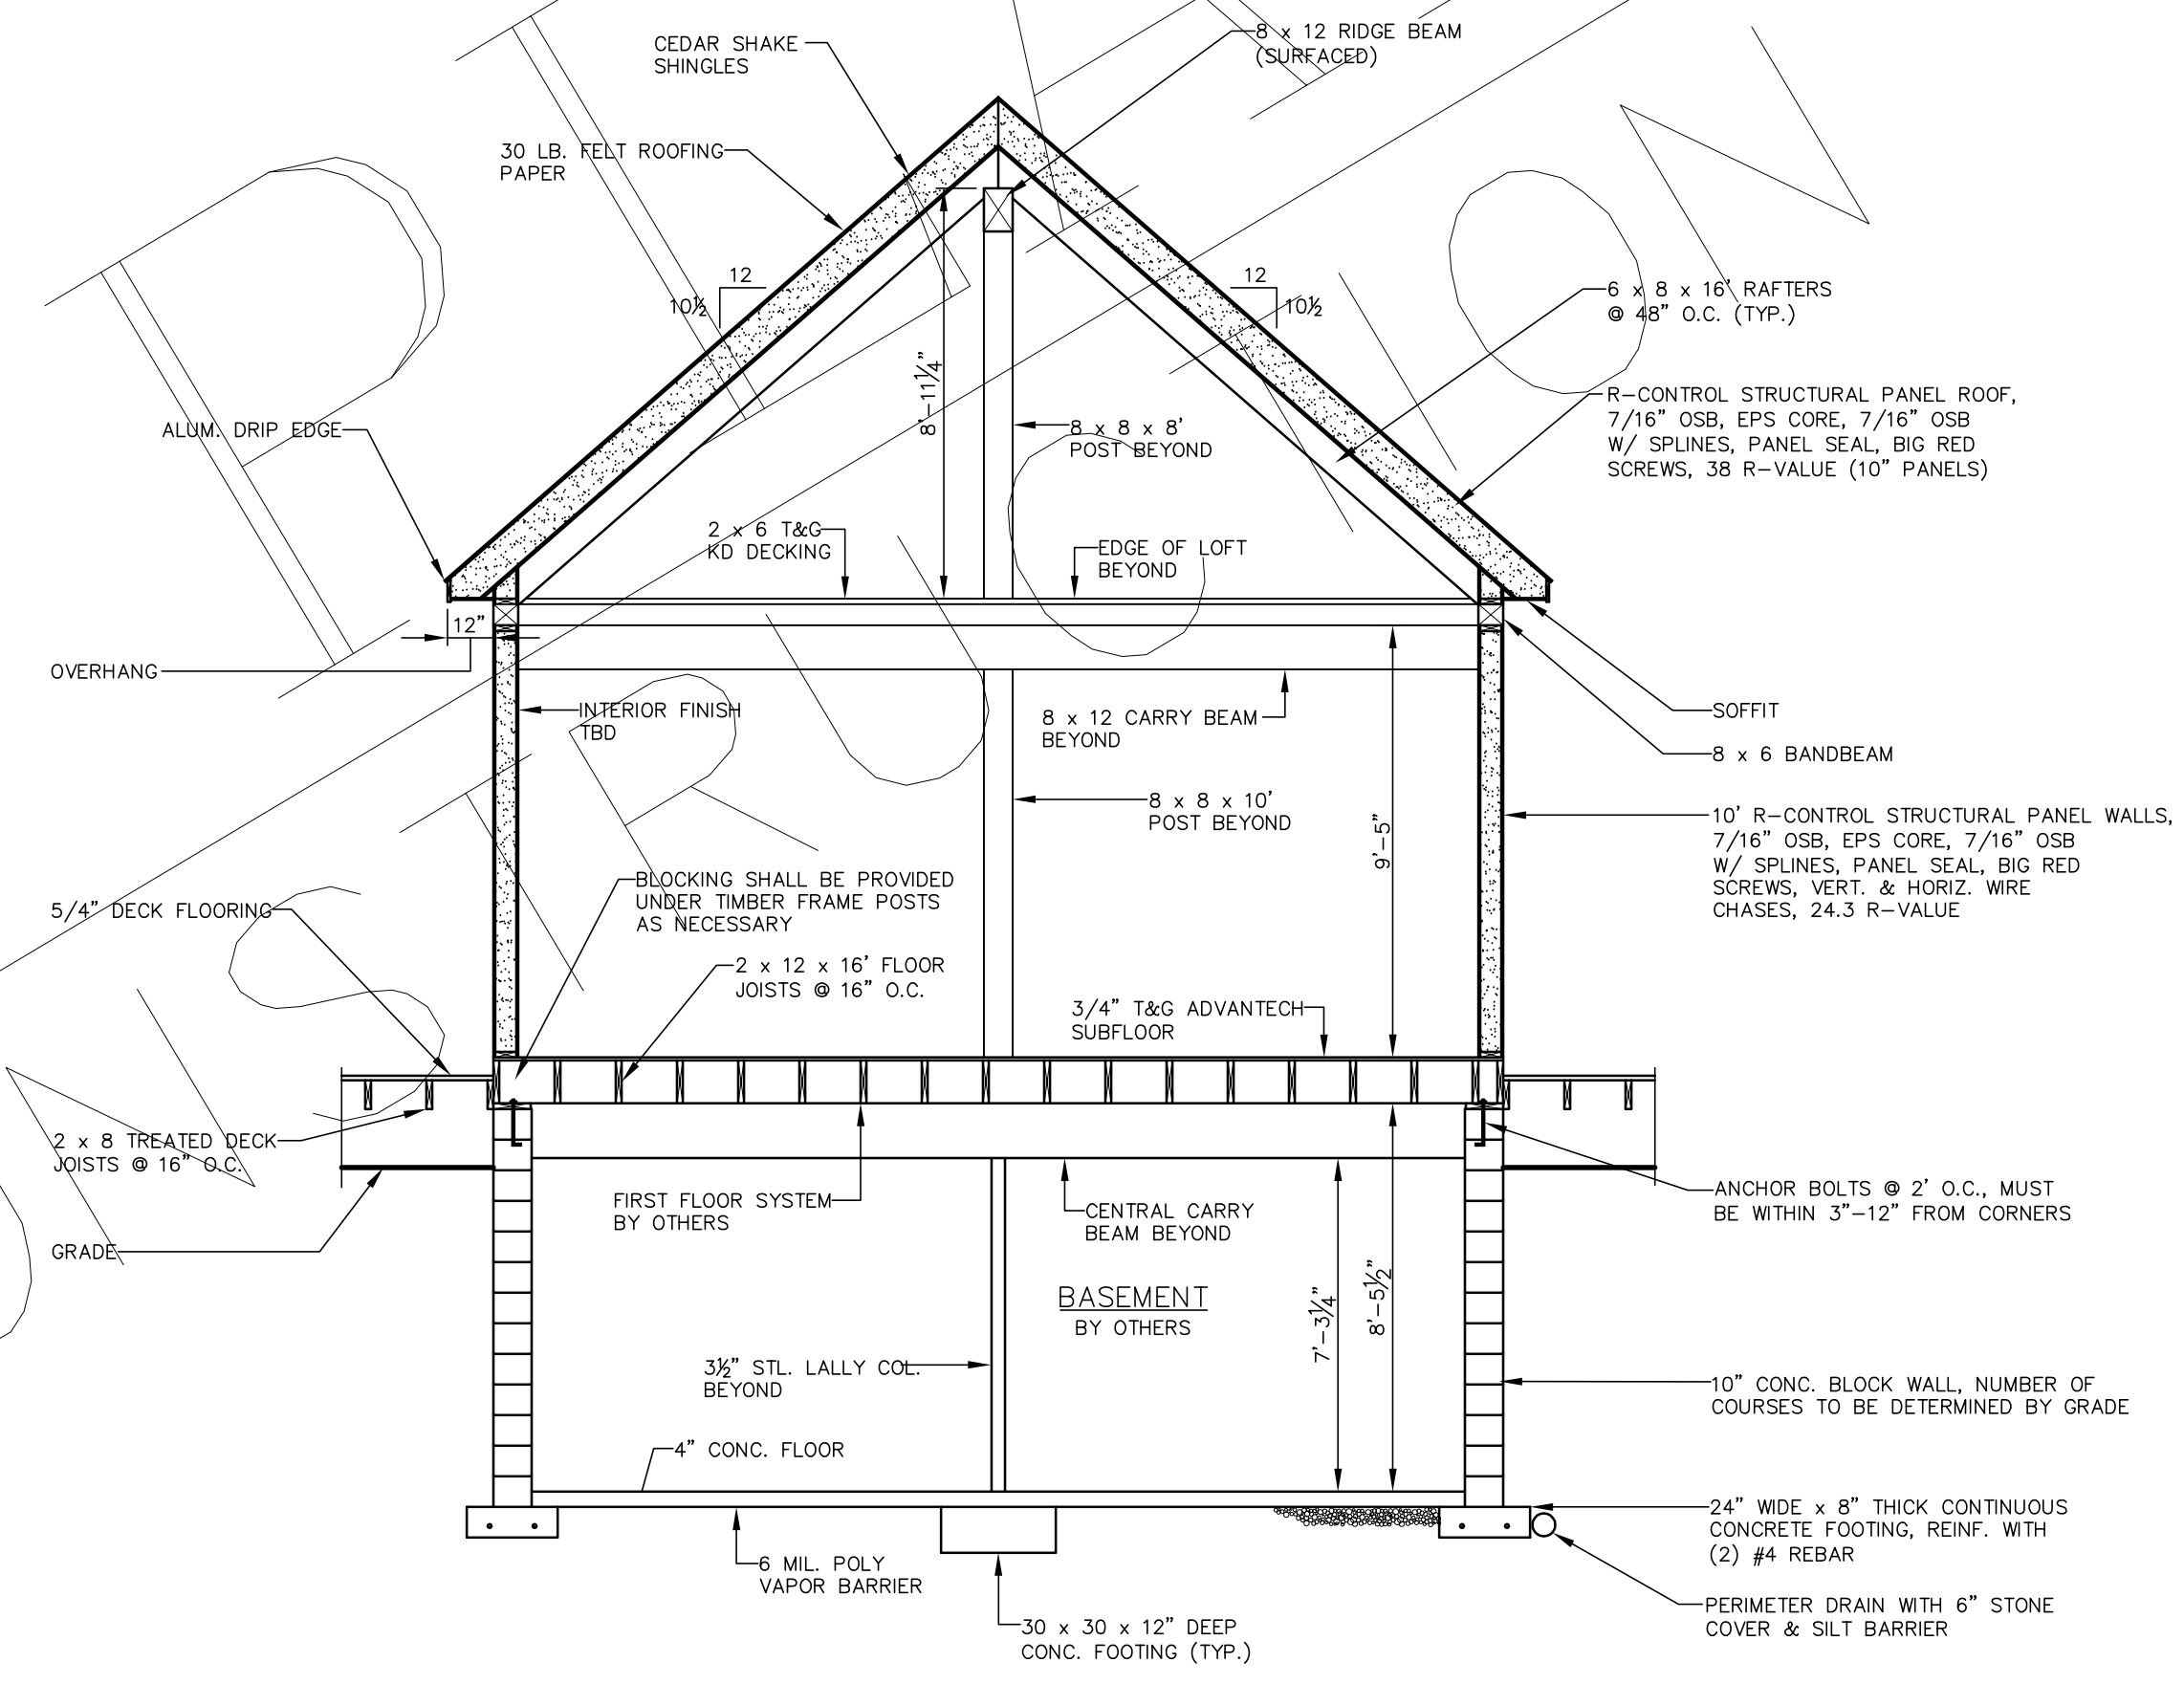 CEDAR SHAKE
SHINGLES
8 x 12 RIDGE BEAM
(SURFACED)
30 LB. FELT ROOFING
PAPER
12
10½
12
10½
6 x 8 x 16' RAFTERS
@ 48" O.C. (TYP.)
8'-11¼"
R-CONTROL STRUCTURAL PANEL ROOF,
7/16" OSB, EPS CORE, 7/16" OSB
W/ SPLINES, PANEL SEAL, BIG RED
SCREWS, 38 R-VALUE (10" PANELS)
ALUM. DRIP EDGE
8 x 8 x 8'
POST BEYOND
2 x 6 T&G
KD DECKING
EDGE OF LOFT
BEYOND
12"
OVERHANG
INTERIOR FINISH
TBD
8 x 12 CARRY BEAM
BEYOND
SOFFIT
8 x 6 BANDBEAM
8 x 8 x 10'
POST BEYOND
9'-5"
10' R-CONTROL STRUCTURAL PANEL WALLS,
7/16" OSB, EPS CORE, 7/16" OSB
W/ SPLINES, PANEL SEAL, BIG RED
SCREWS, VERT. & HORIZ. WIRE
CHASES, 24.3 R-VALUE
BLOCKING SHALL BE PROVIDED
UNDER TIMBER FRAME POSTS
AS NECESSARY
5/4" DECK FLOORING
2 x 12 x 16' FLOOR
JOISTS @ 16" O.C.
3/4" T&G ADVANTECH
SUBFLOOR
2 x 8 TREATED DECK
JOISTS @ 16" O.C.
GRADE
FIRST FLOOR SYSTEM
BY OTHERS
CENTRAL CARRY
BEAM BEYOND
ANCHOR BOLTS @ 2' O.C., MUST
BE WITHIN 3"-12" FROM CORNERS
BASEMENT
BY OTHERS
7'-3¼"
8'-5½"
3½" STL. LALLY COL.
BEYOND
10" CONC. BLOCK WALL, NUMBER OF
COURSES TO BE DETERMINED BY GRADE
4" CONC. FLOOR
24" WIDE x 8" THICK CONTINUOUS
CONCRETE FOOTING, REINF. WITH
(2) #4 REBAR
6 MIL. POLY
VAPOR BARRIER
30 x 30 x 12" DEEP
CONC. FOOTING (TYP.)
PERIMETER DRAIN WITH 6" STONE
COVER & SILT BARRIER